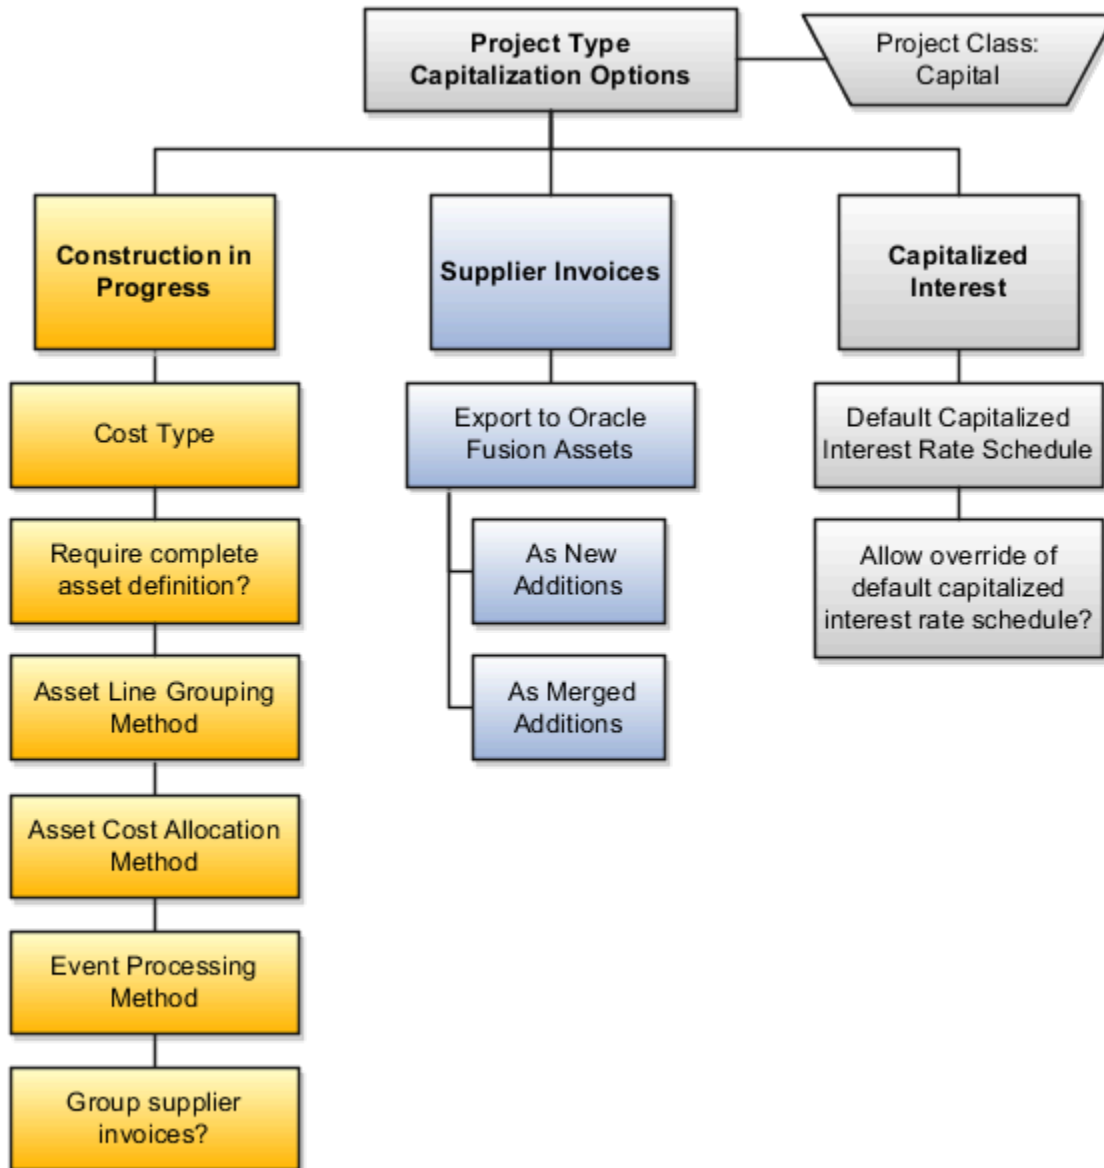 Project Type
Capitalization Options
Project Class:
Capital
Construction in
Progress
Cost Type
Require complete
asset definition?
Asset Line Grouping
Method
Asset Cost Allocation
Method
Event Processing
Method
Group supplier
invoices?
Supplier Invoices
Export to Oracle
Fusion Assets
As New
Additions
As Merged
Additions
Capitalized
Interest
Default Capitalized
Interest Rate Schedule
Allow override of
default capitalized
interest rate schedule?